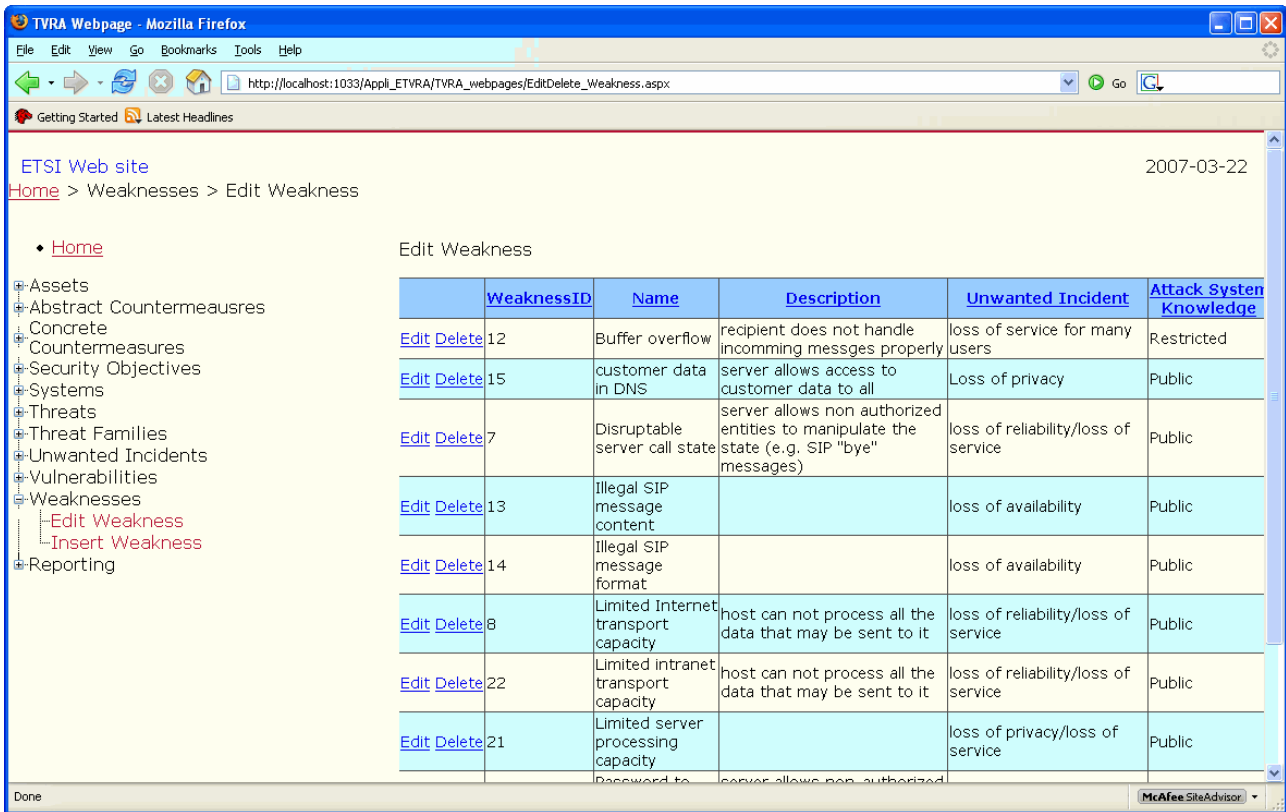 TVRA Webpage - Mozilla Firefox
File Edit View Go Bookmarks Tools Help
http://localhost:1033/Appli_ETVRA/TVRA_webpages/EditDelete_Weakness.aspx
Go
G
Getting Started Latest Headlines
ETSI Web site
2007-03-22
Home > Weaknesses > Edit Weakness
Home
Assets
Abstract Countermeausres
Concrete
Countermeasures
Security Objectives
Systems
Threats
Threat Families
Unwanted Incidents
Vulnerabilities
Weaknesses
Edit Weakness
Insert Weakness
Reporting
Edit Weakness
WeaknessID Name Description Unwanted Incident Attack System
Knowledge
Edit Delete 12 Buffer overflow recipient does not handle
incomming messges properly loss of service for many
users Restricted
Edit Delete 15 customer data
in DNS server allows access to
customer data to all Loss of privacy Public
Edit Delete 7 Disruptable
server call state server allows non authorized
entities to manipulate the
state (e.g. SIP "bye"
messages) loss of reliability/loss of
service Public
Edit Delete 13 Illegal SIP
message
content loss of availability Public
Edit Delete 14 Illegal SIP
message
format loss of availability Public
Edit Delete 8 Limited Internet
transport
capacity host can not process all the
data that may be sent to it loss of reliability/loss of
service Public
Edit Delete 22 Limited intranet
transport
capacity host can not process all the
data that may be sent to it loss of reliability/loss of
service Public
Edit Delete 21 Limited server
processing
capacity loss of privacy/loss of
service Public
Password to server allows non authorized
Done
McAfee SiteAdvisor